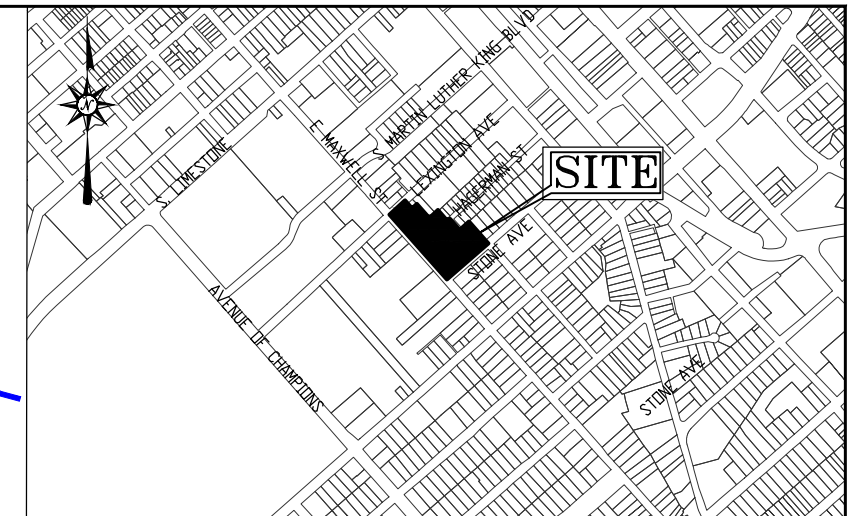 N
S. LIMESTONE
E MAXWELL ST
S MARTIN LUTHER KING BLVD
LEXINGTON AVE
HAGERMAN ST
SITE
STONE AVE
AVENUE OF CHAMPIONS
STONE AVE